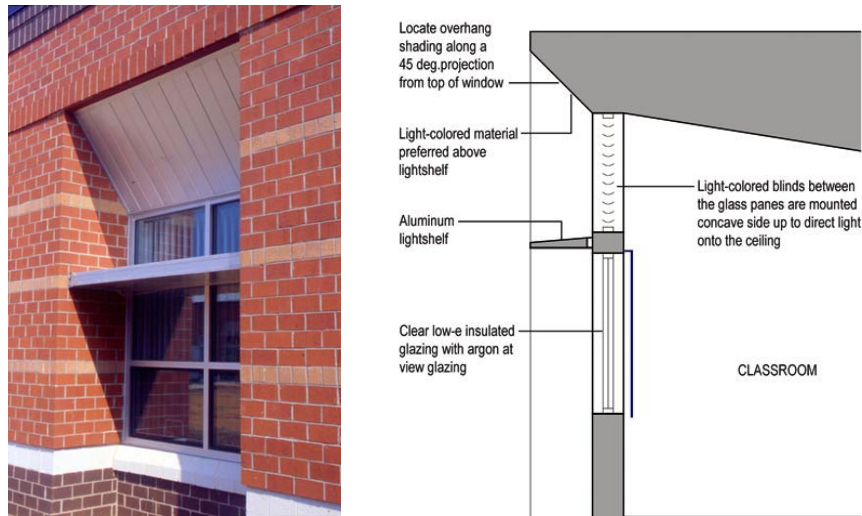 Locate overhang
shading along a
45 deg.projection
from top of window
Light-colored material
preferred above
lightshelf
Aluminum
lightshelf
Light-colored blinds between
the glass panes are mounted
concave side up to direct light
onto the ceiling
Clear low-e insulated
glazing with argon at
view glazing
CLASSROOM